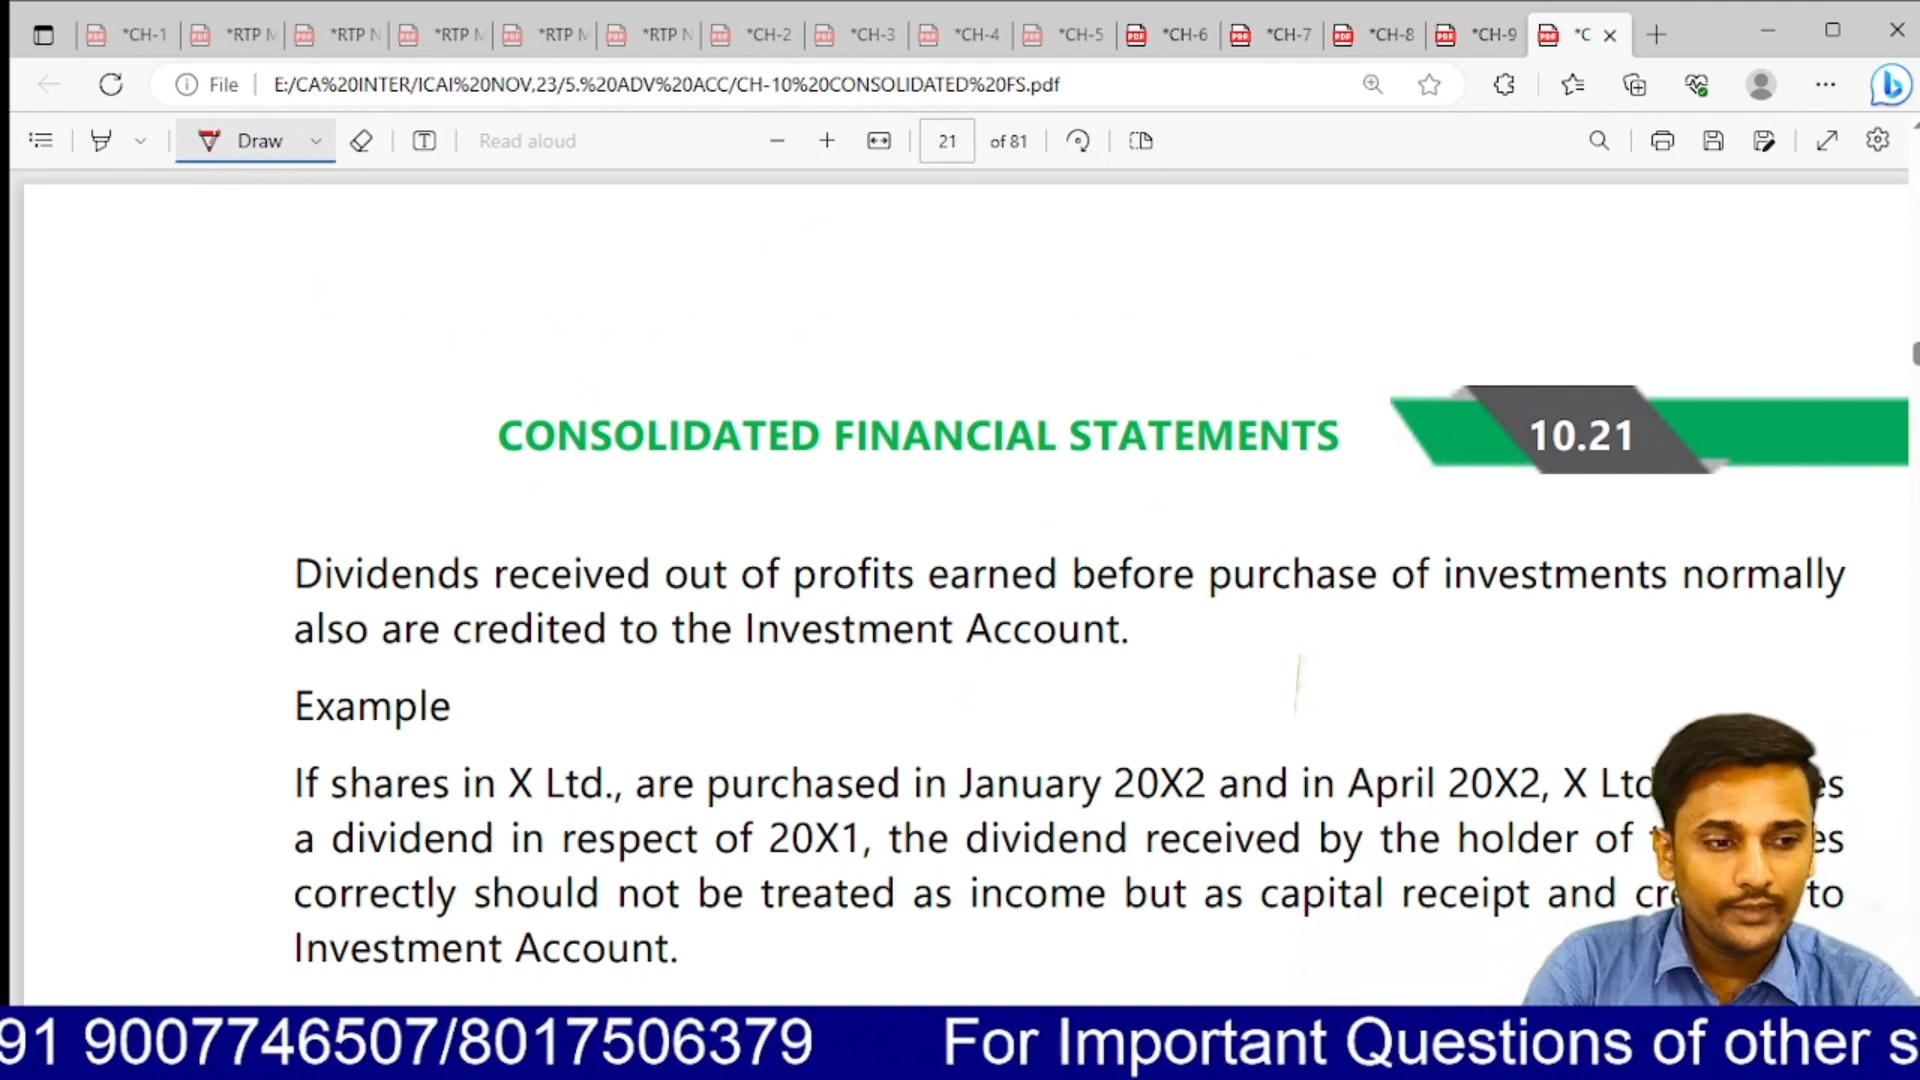 *CH-1 *RTP M *RTP N *RTP M *RTP M *RTP N *CH-2 *CH-3 *CH-4 *CH-5 *CH-6 *CH-7 *CH-8 *CH-9 *C
File E:/CA%20INTER/ICAI%20NOV,23/5.%20ADV%20ACC/CH-10%20CONSOLIDATED%20FS.pdf
Draw Read aloud 21 of 81
CONSOLIDATED FINANCIAL STATEMENTS 10.21
Dividends received out of profits earned before purchase of investments normally
also are credited to the Investment Account.
Example
If shares in X Ltd., are purchased in January 20X2 and in April 20X2, X Ltd
a dividend in respect of 20X1, the dividend received by the holder of
correctly should not be treated as income but as capital receipt and to
Investment Account.
91 9007746507/8017506379 For Important Questions of other s